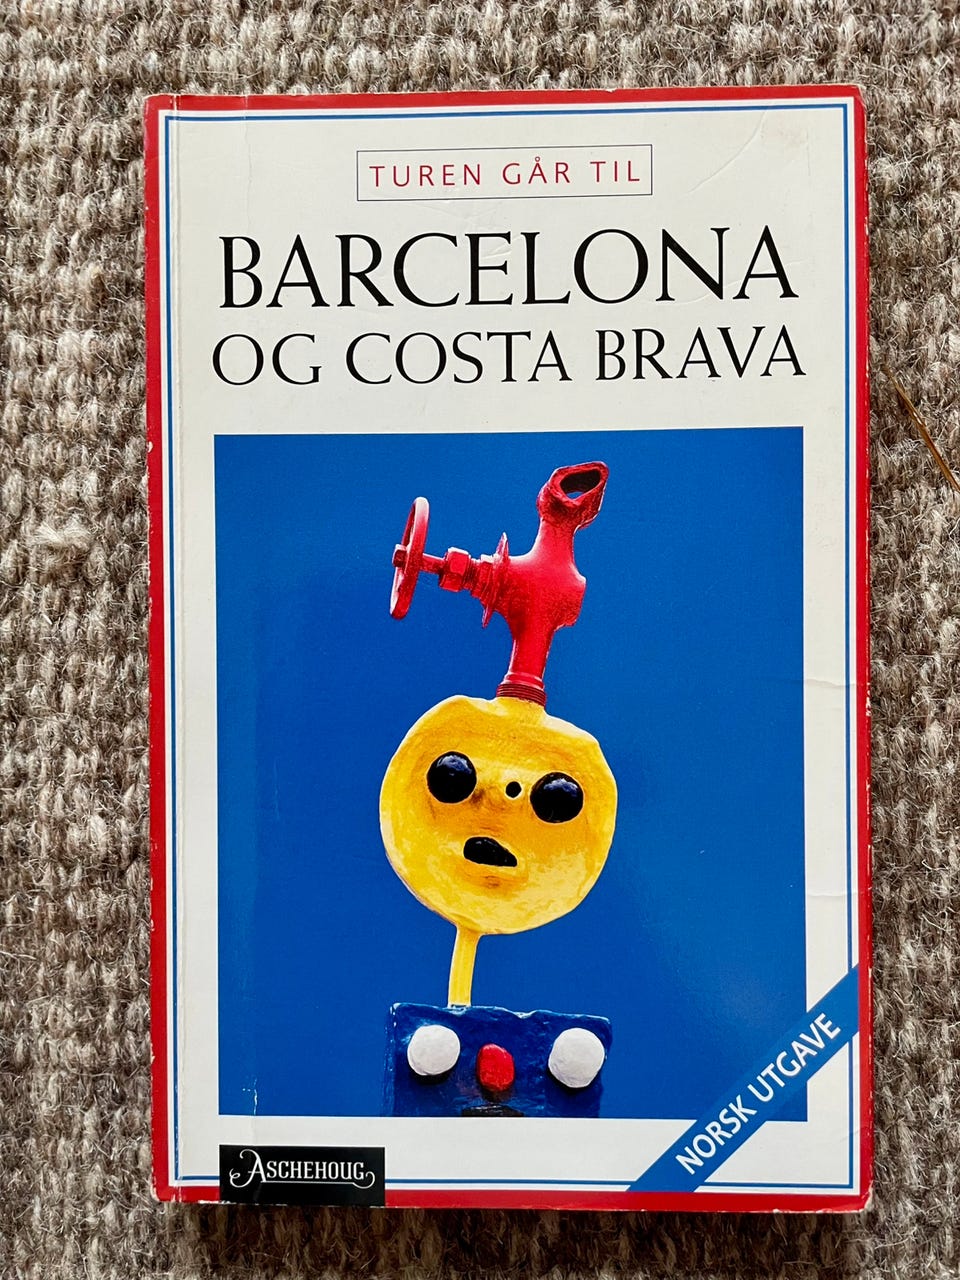 TUREN GÅR TIL
BARCELONA
OG COSTA BRAVA
NORSK UTGAVE
ASCHEHOUG